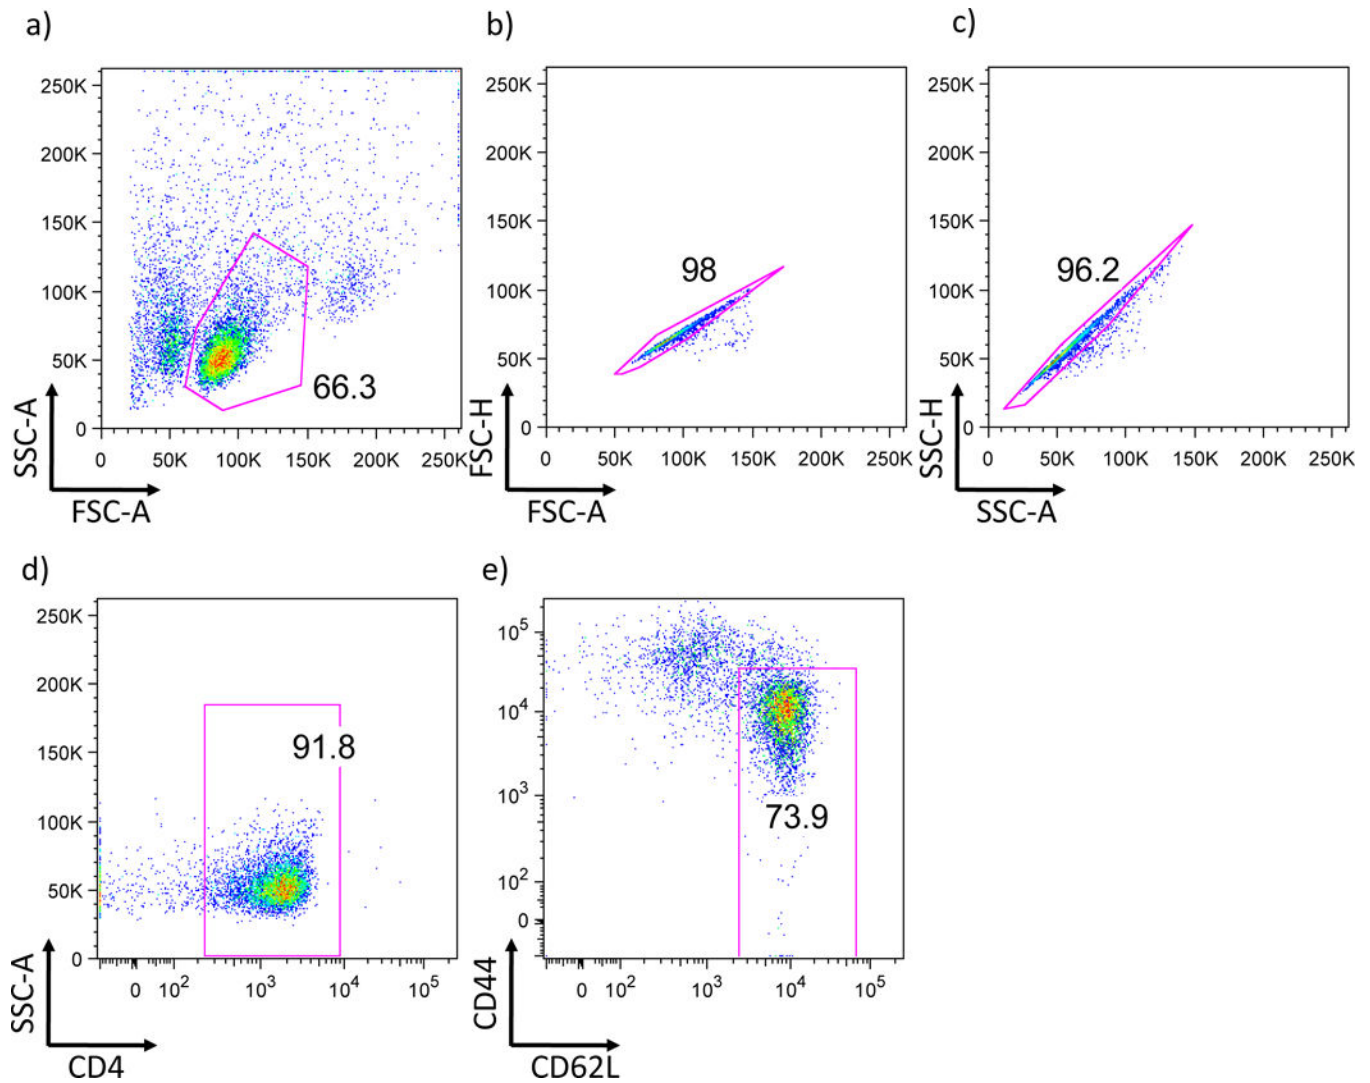 a)
250K
200K
150K
100K
50K
0
0 50K 100K 150K 200K 250K
66.3
SSC-A
FSC-A
b)
250K
200K
150K
100K
50K
0
0 50K 100K 150K 200K 250K
98
FSC-H
FSC-A
c)
250K
200K
150K
100K
50K
0
0 50K 100K 150K 200K 250K
96.2
SSC-H
SSC-A
d)
250K
200K
150K
100K
50K
0
0 10² 10³ 10⁴ 10⁵
91.8
SSC-A
CD4
e)
10⁵
10⁴
10³
10²
0
0 10² 10³ 10⁴ 10⁵
73.9
CD44
CD62L